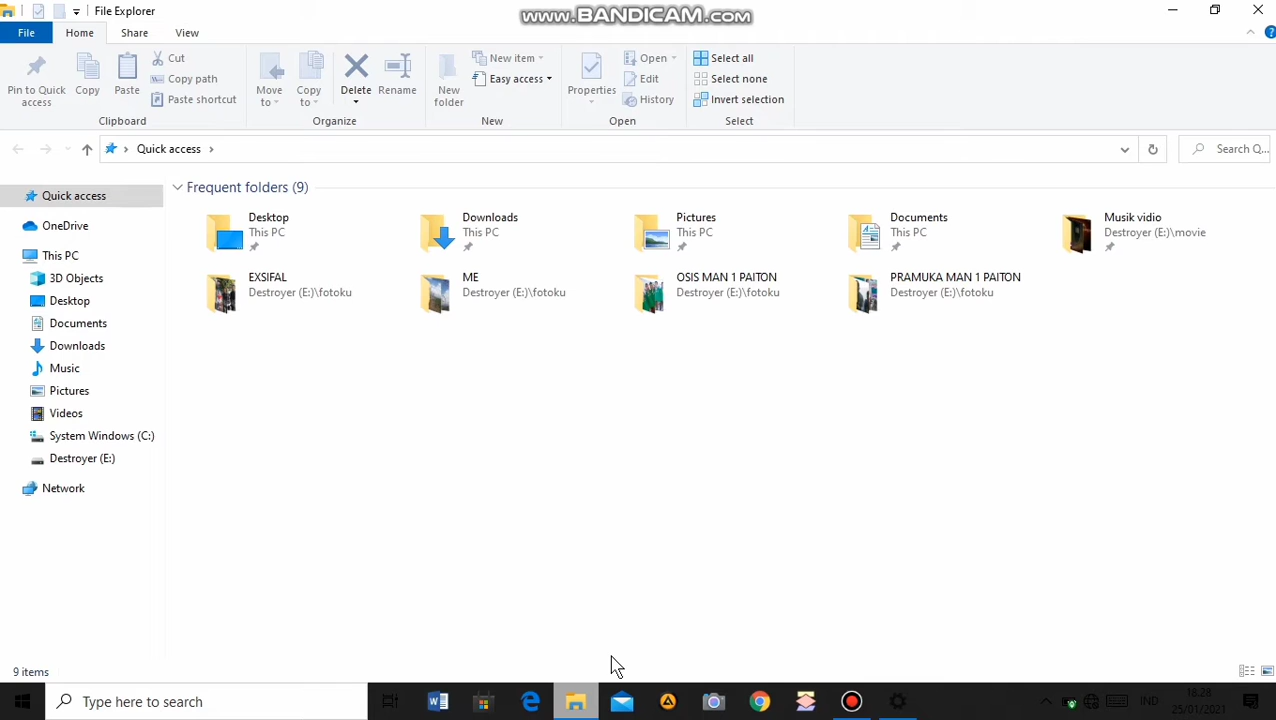 File Explorer
www.BANDICAM.com
File Home Share View
Pin to Quick access
Copy
Paste
Cut
Copy path
Paste shortcut
Clipboard
Move to
Copy to
Delete
Rename
Organize
New folder
New item
Easy access
New
Properties
Open
Edit
History
Open
Select all
Select none
Invert selection
Select
Quick access
Search Q...
Quick access
OneDrive
This PC
3D Objects
Desktop
Documents
Downloads
Music
Pictures
Videos
System Windows (C:)
Destroyer (E:)
Network
Frequent folders (9)
Desktop
This PC
Downloads
This PC
Pictures
This PC
Documents
This PC
Musik vidio
Destroyer (E:)\movie
EXSIFAL
Destroyer (E:)\fotoku
ME
Destroyer (E:)\fotoku
OSIS MAN 1 PAITON
Destroyer (E:)\fotoku
PRAMUKA MAN 1 PAITON
Destroyer (E:)\fotoku
9 items
Type here to search
IND
18.28
25/01/2021